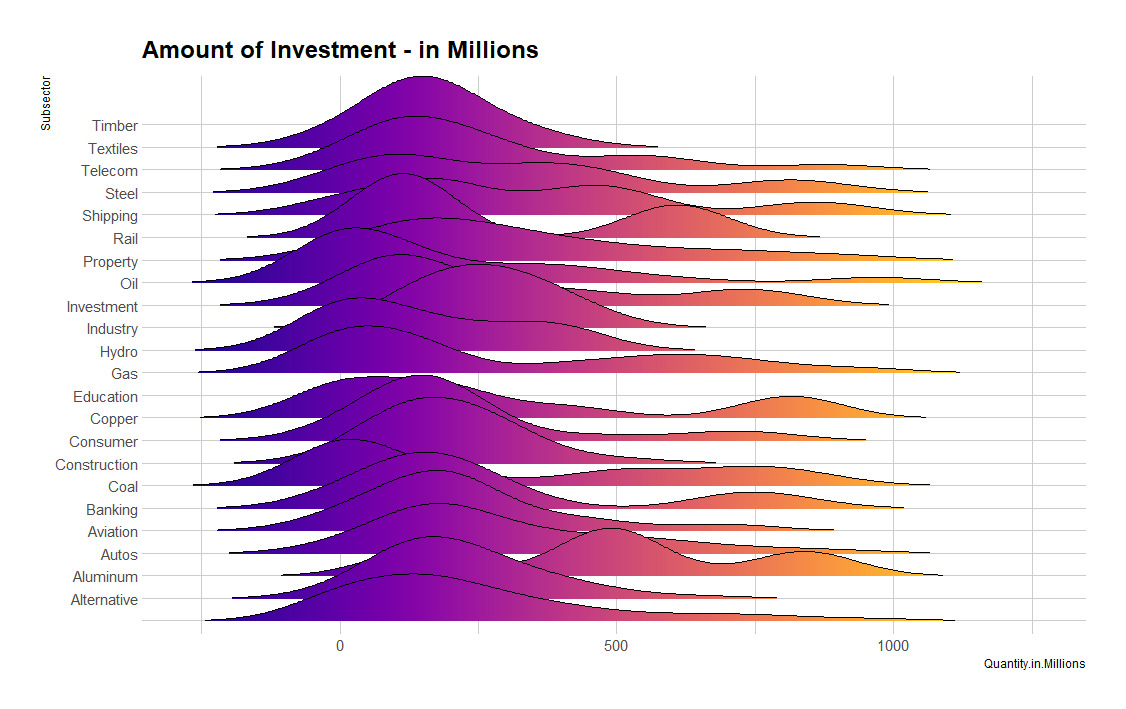 Amount of Investment - in Millions
Subsector
Timber
Textiles
Telecom
Steel
Shipping
Rail
Property
Oil
Investment
Industry
Hydro
Gas
Education
Copper
Consumer
Construction
Coal
Banking
Aviation
Autos
Aluminum
Alternative
0 500 1000
Quantity.in.Millions